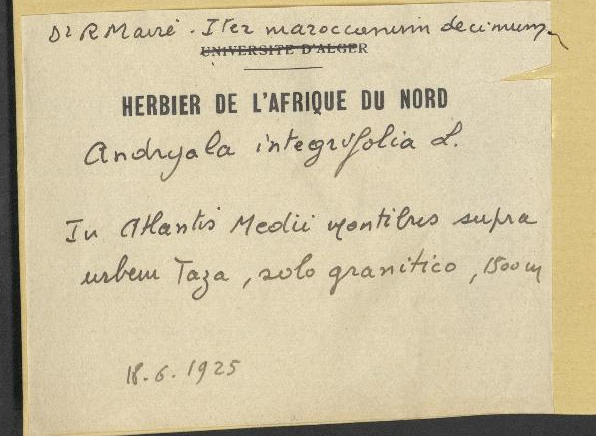 Dr R Maire - Iter maroccanum decimum
UNIVERSITÉ D'ALGER
HERBIER DE L'AFRIQUE DU NORD
Andryala integrifolia L.
In Atlantis Medii montibus supra
urbem Taza, solo granitico, 1500 m
18.6.1925